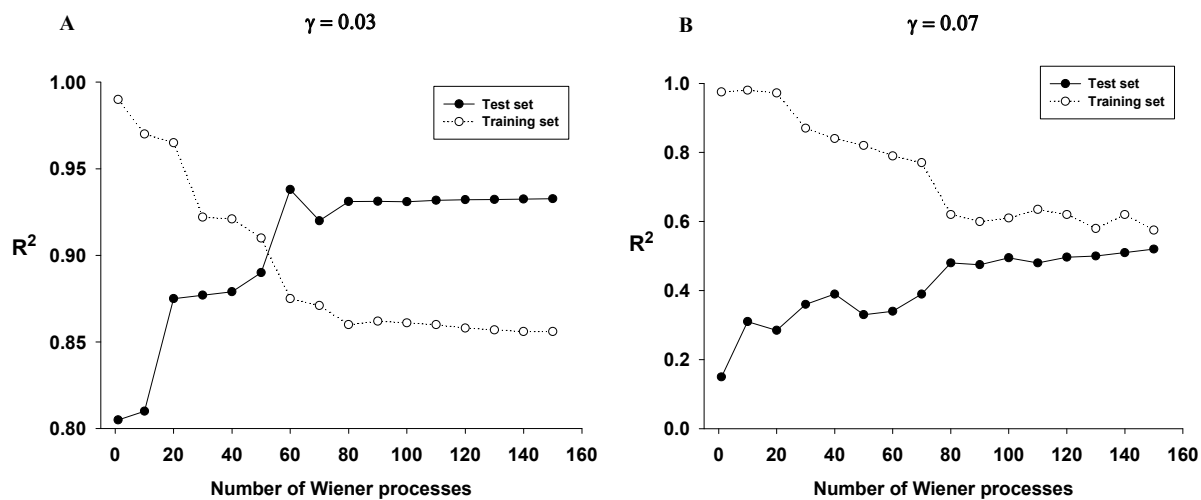 A
γ = 0.03
1.00
0.95
0.90
0.85
0.80
R²
Test set
Training set
0 20 40 60 80 100 120 140 160
Number of Wiener processes
B
γ = 0.07
1.0
0.8
0.6
0.4
0.2
0.0
R²
Test set
Training set
0 20 40 60 80 100 120 140 160
Number of Wiener processes